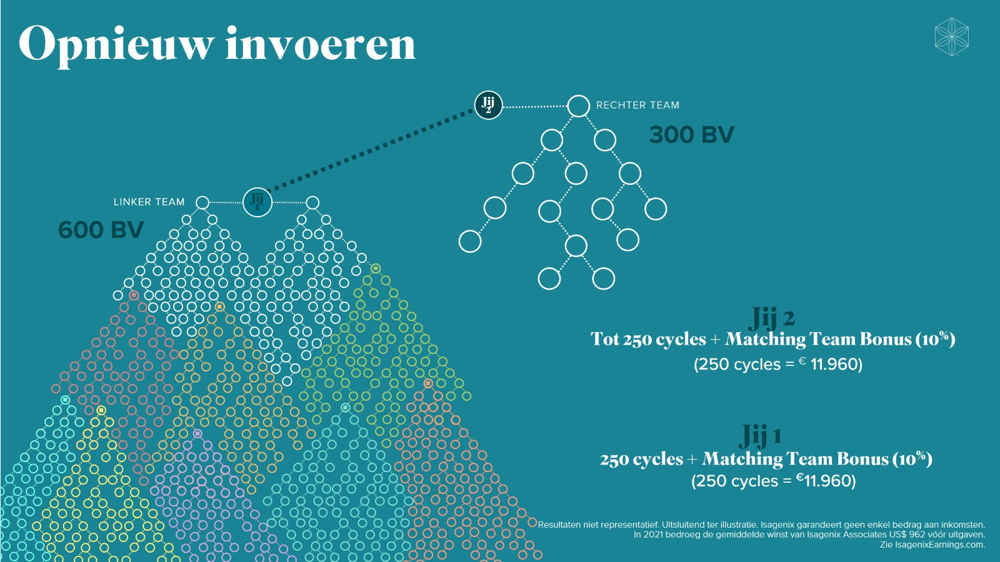 Opnieuw invoeren
Jij
2
RECHTER TEAM
300 BV
LINKER TEAM
Jij
1
600 BV
Jij 2
Tot 250 cycles + Matching Team Bonus (10%)
(250 cycles = € 11.960)
Jij 1
250 cycles + Matching Team Bonus (10%)
(250 cycles = €11.960)
Resultaten niet representatief. Uitsluitend ter illustratie. Isagenix garandeert geen enkel bedrag aan inkomsten.
In 2021 bedroeg de gemiddelde winst van Isagenix Associates US$ 962 vóór uitgaven.
Zie IsagenixEarnings.com.